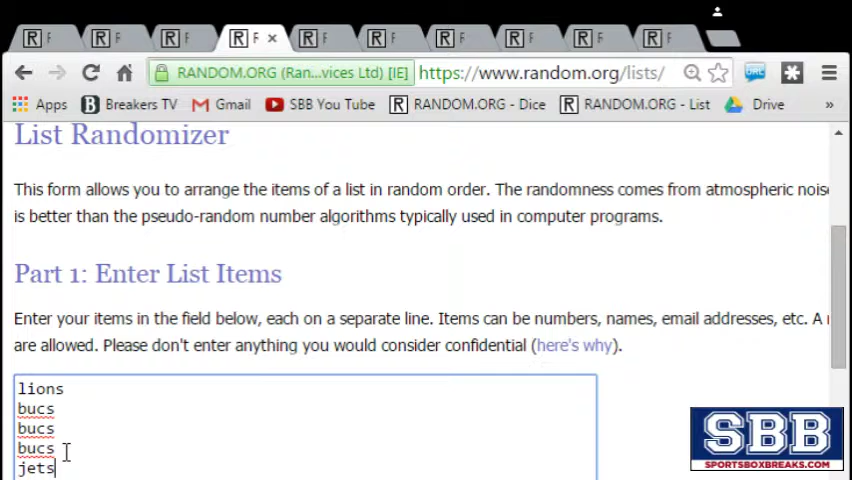 R F R F R F R F × R F R F R F R F R F R F
RANDOM.ORG (Ran...vices Ltd) [IE] https://www.random.org/lists/
Apps B Breakers TV Gmail SBB You Tube R RANDOM.ORG - Dice R RANDOM.ORG - List Drive »
List Randomizer
This form allows you to arrange the items of a list in random order. The randomness comes from atmospheric noise
is better than the pseudo-random number algorithms typically used in computer programs.
Part 1: Enter List Items
Enter your items in the field below, each on a separate line. Items can be numbers, names, email addresses, etc. A
are allowed. Please don't enter anything you would consider confidential (here's why).
lions
bucs
bucs
bucs
jets
SBB
SPORTSBOXBREAKS.COM